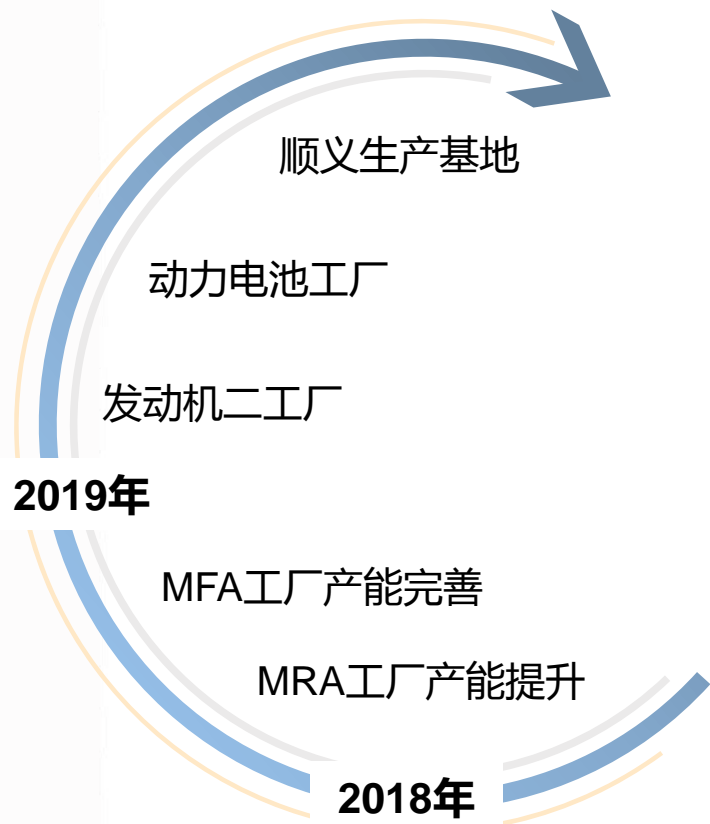 顺义生产基地
动力电池工厂
发动机二工厂
2019年
MFA工厂产能完善
MRA工厂产能提升
2018年